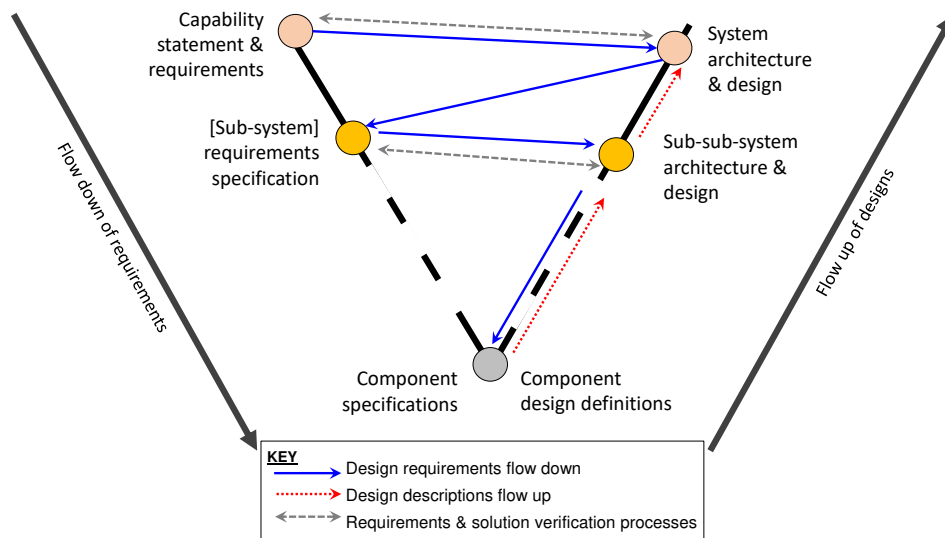 Capability
statement &
requirements
System
architecture
& design
[Sub-system]
requirements
specification
Sub-sub-system
architecture &
design
Flow down of requirements
Flow up of designs
Component
specifications
Component
design definitions
KEY
Design requirements flow down
Design descriptions flow up
Requirements & solution verification processes